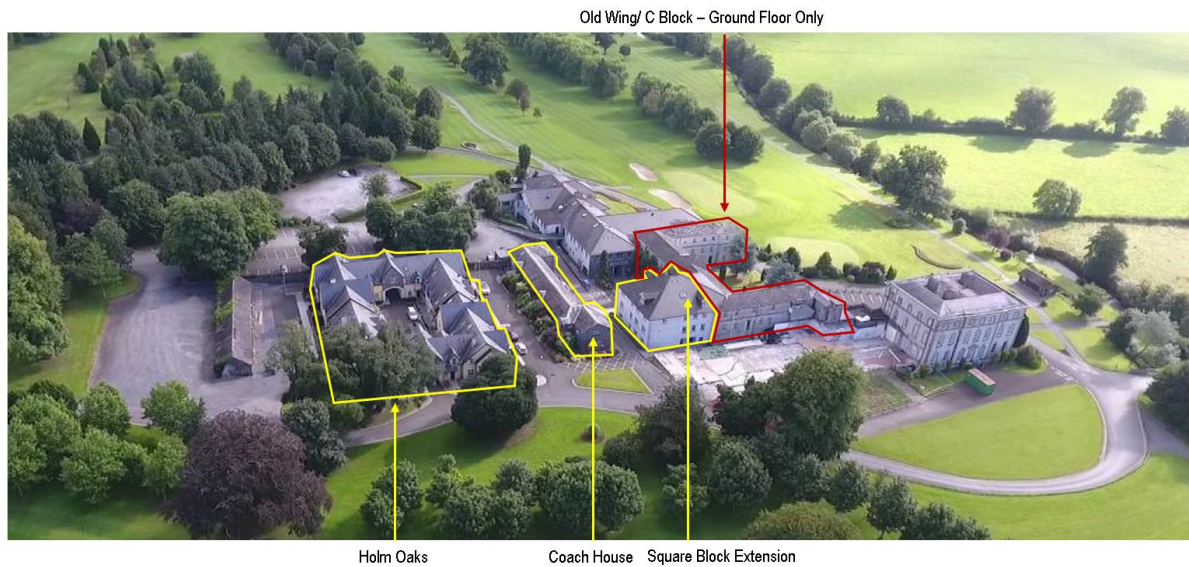 Old Wing/ C Block – Ground Floor Only
Holm Oaks
Coach House
Square Block Extension